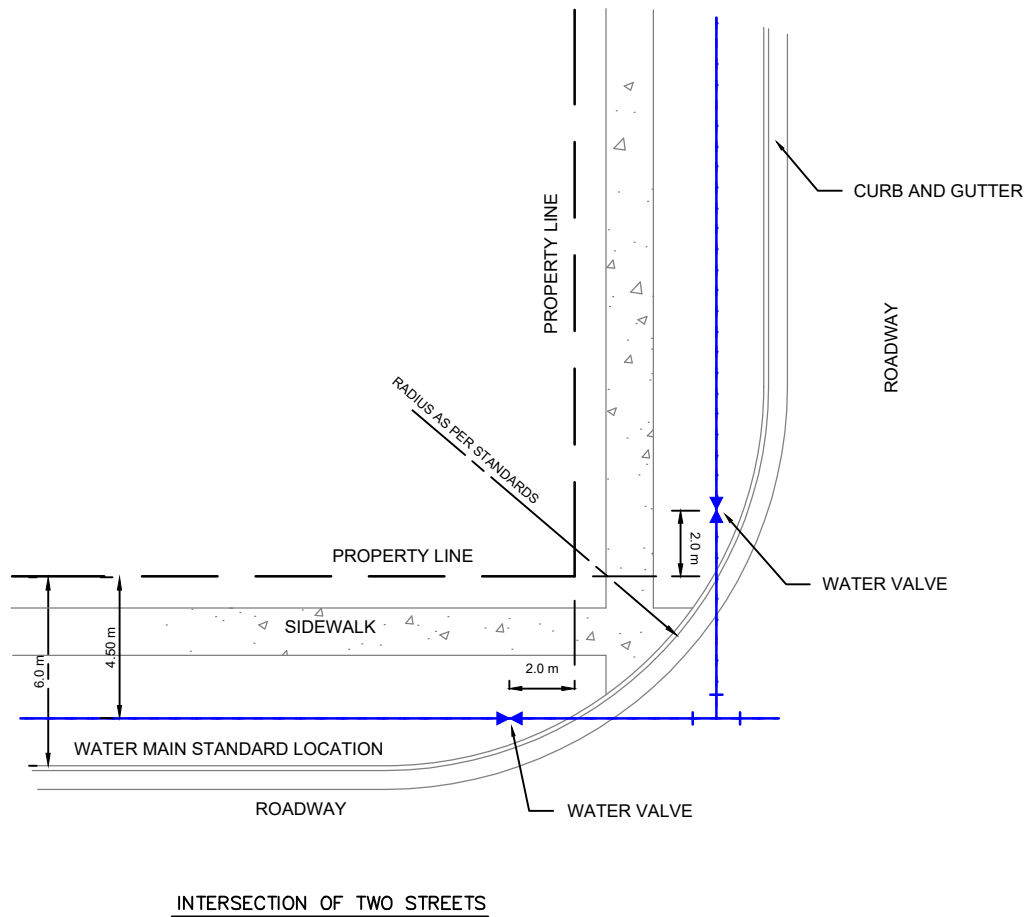 CURB AND GUTTER
PROPERTY LINE
ROADWAY
RADIUS AS PER STANDARDS
2.0 m
PROPERTY LINE
WATER VALVE
SIDEWALK
4.50 m
6.0 m
2.0 m
WATER MAIN STANDARD LOCATION
ROADWAY
WATER VALVE
INTERSECTION OF TWO STREETS